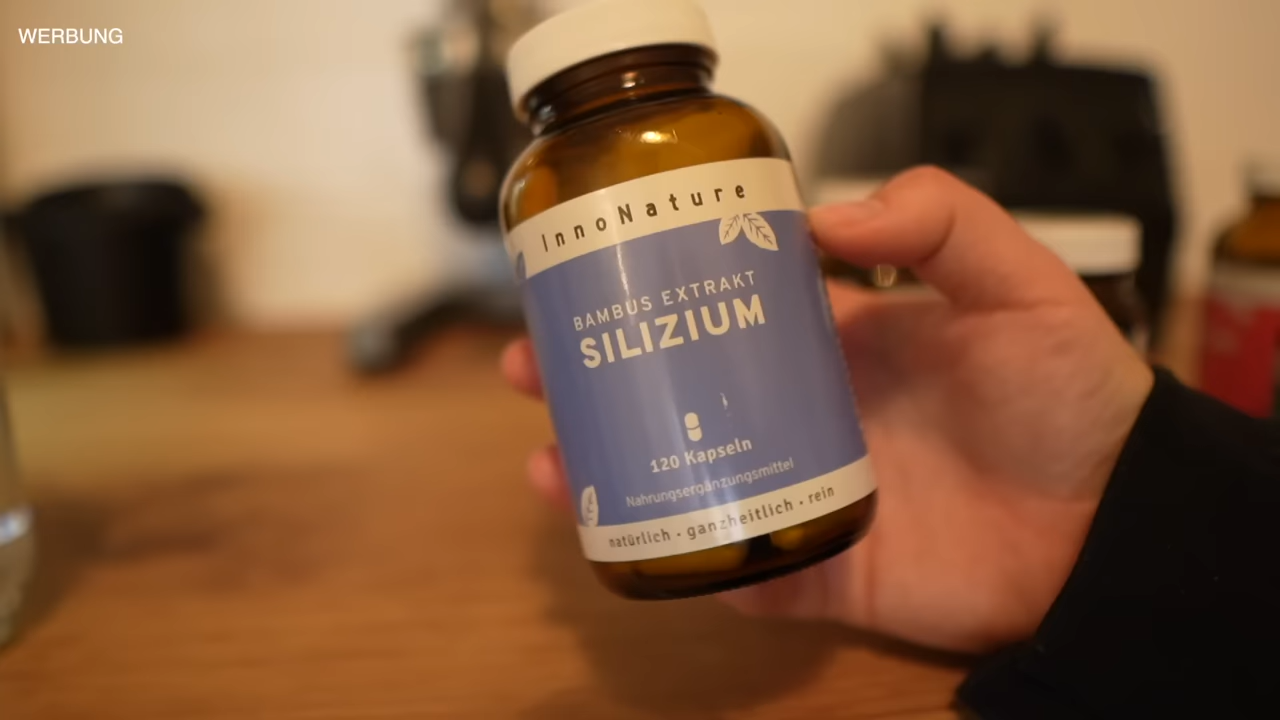 WERBUNG
InnoNature
BAMBUS EXTRAKT
SILIZIUM
120 Kapseln
Nahrungsergänzungsmittel
natürlich · ganzheitlich · rein